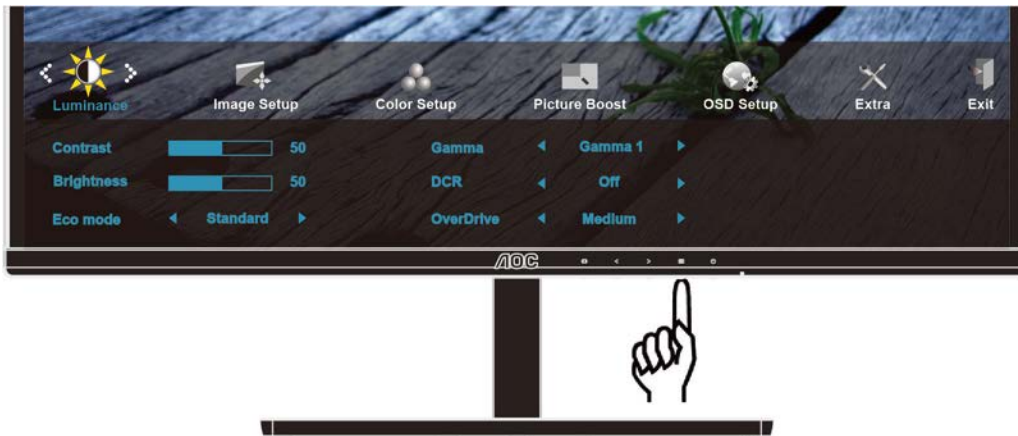 Luminance Image Setup Color Setup Picture Boost OSD Setup Extra Exit
Contrast 50 Gamma Gamma 1
Brightness 50 DCR Off
Eco mode Standard OverDrive Medium
AOC